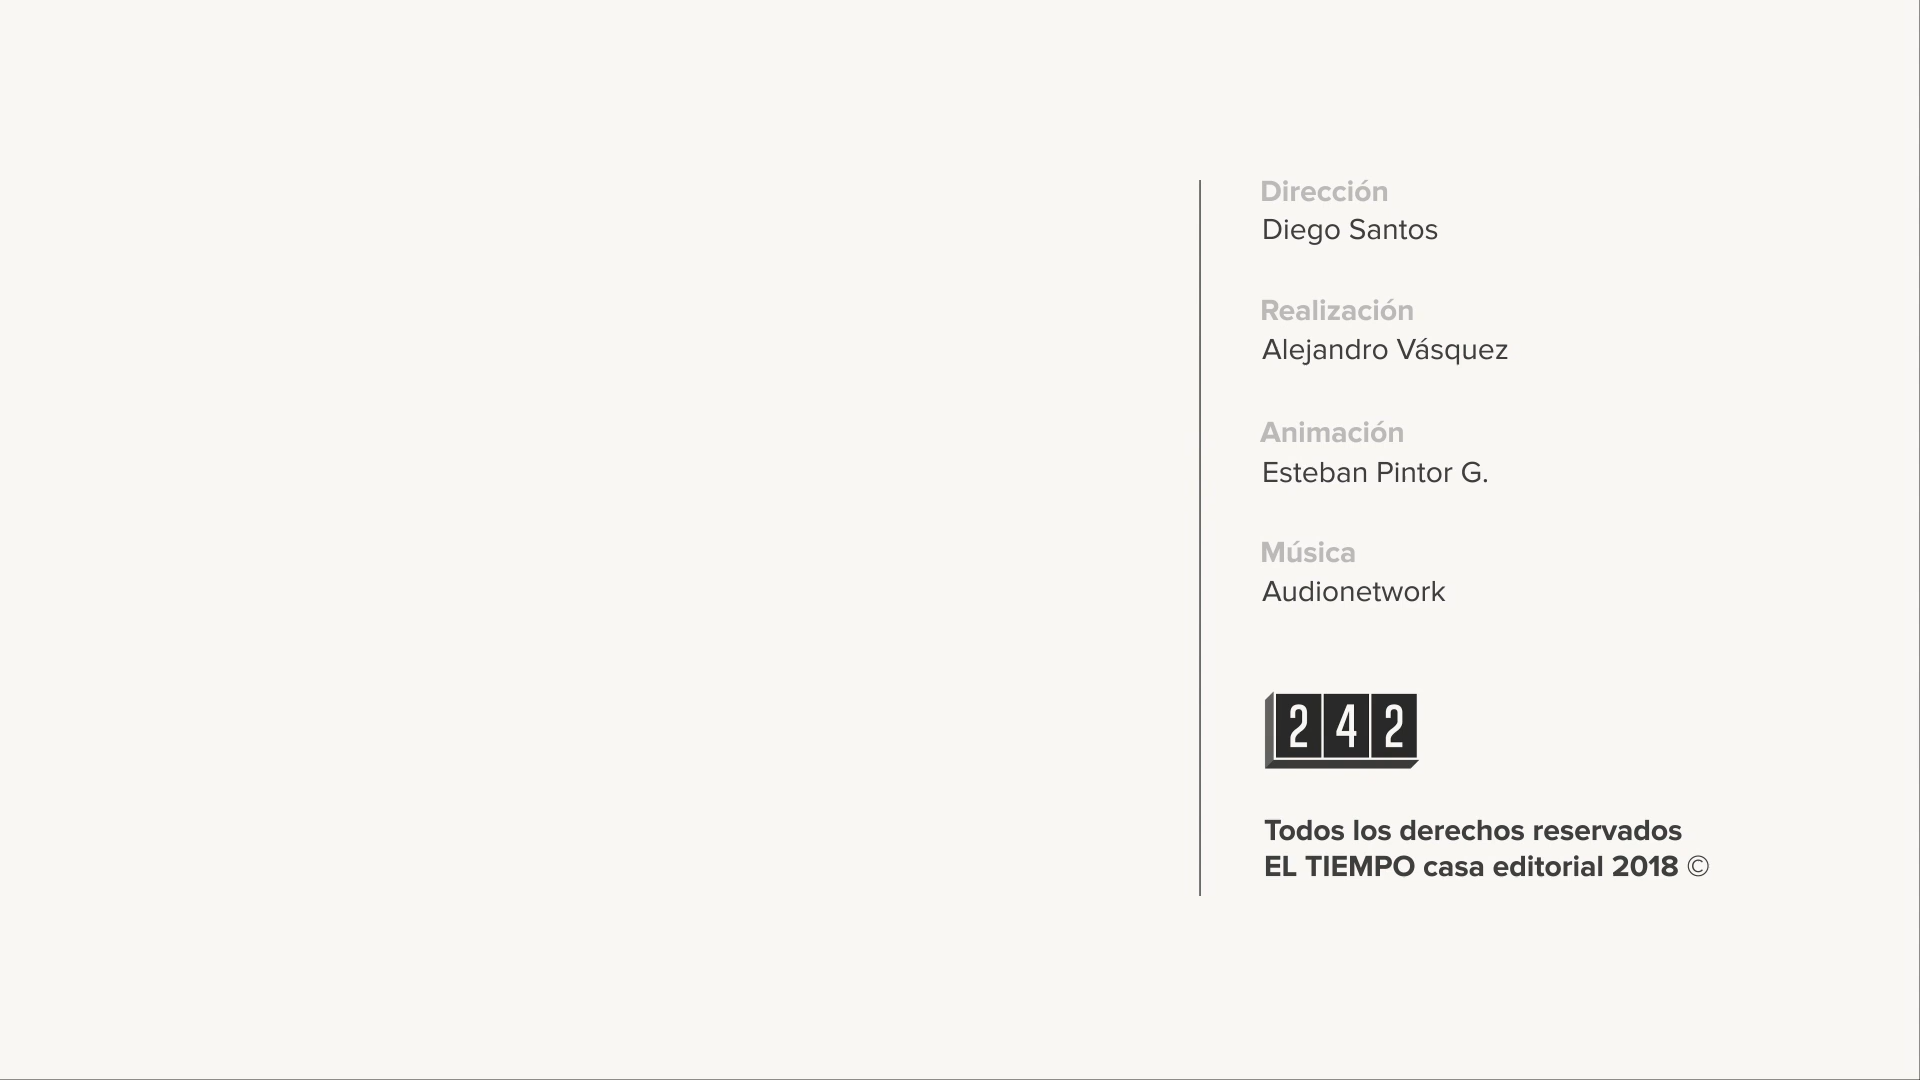 Dirección
Diego Santos
Realización
Alejandro Vásquez
Animación
Esteban Pintor G.
Música
Audionetwork
242
Todos los derechos reservados
EL TIEMPO casa editorial 2018 ©